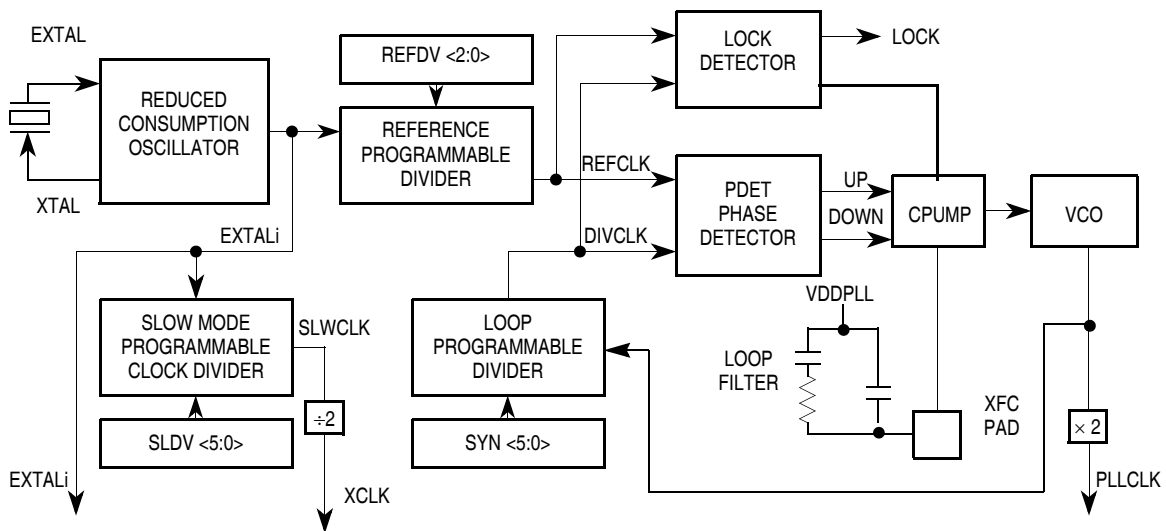 EXTAL
REDUCED
CONSUMPTION
OSCILLATOR
XTAL
REFDV <2:0>
REFERENCE
PROGRAMMABLE
DIVIDER
LOCK
DETECTOR
LOCK
REFCLK
PDET
PHASE
DETECTOR
UP
DOWN
CPUMP
VCO
EXTALi
DIVCLK
SLOW MODE
PROGRAMMABLE
CLOCK DIVIDER
SLWCLK
÷2
SLDV <5:0>
EXTALi
XCLK
LOOP
PROGRAMMABLE
DIVIDER
SYN <5:0>
VDDPLL
LOOP
FILTER
XFC
PAD
× 2
PLLCLK